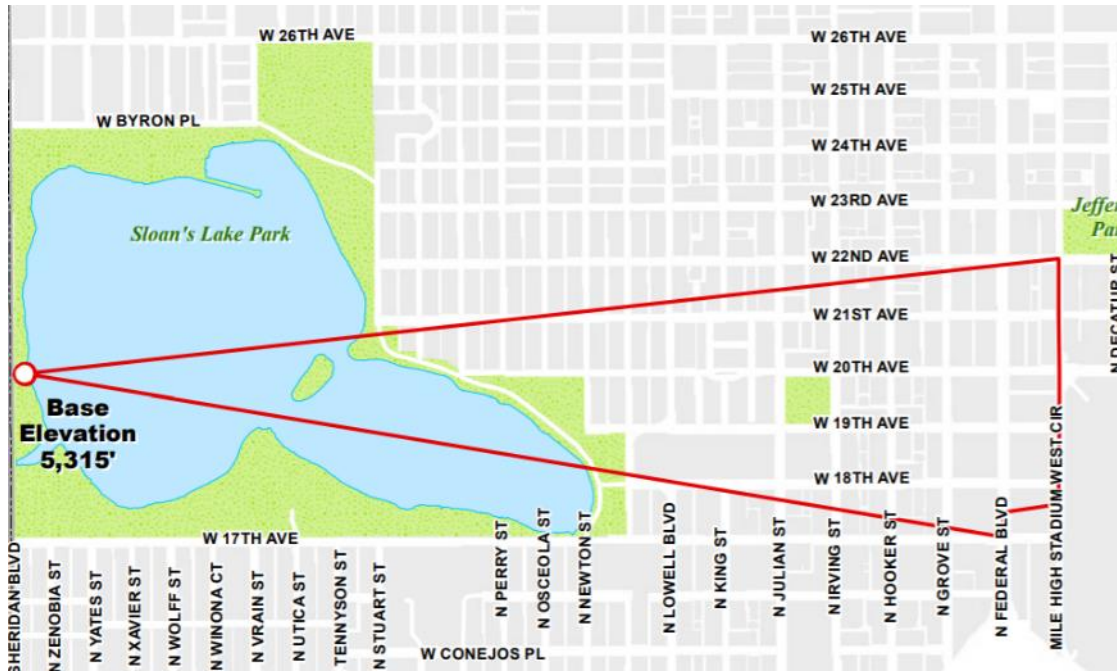 W 26TH AVE
W 26TH AVE
W 25TH AVE
W BYRON PL
W 24TH AVE
W 23RD AVE
Sloan's Lake Park
W 22ND AVE
W 21ST AVE
W 20TH AVE
Base
Elevation
5,315'
W 19TH AVE
W 18TH AVE
W 17TH AVE
SHERIDAN BLVD
N ZENOBIA ST
N YATES ST
N XAVIER ST
N WOLFF ST
N WINONA CT
N VRAIN ST
N UTICA ST
TENNYSON ST
N STUART ST
N PERRY ST
N OSCEOLA ST
N NEWTON ST
N LOWELL BLVD
N KING ST
N JULIAN ST
N IRVING ST
N HOOKER ST
N GROVE ST
N FEDERAL BLVD
MILE HIGH STADIUM WEST CIR
N DECATUR ST
W CONEJOS PL